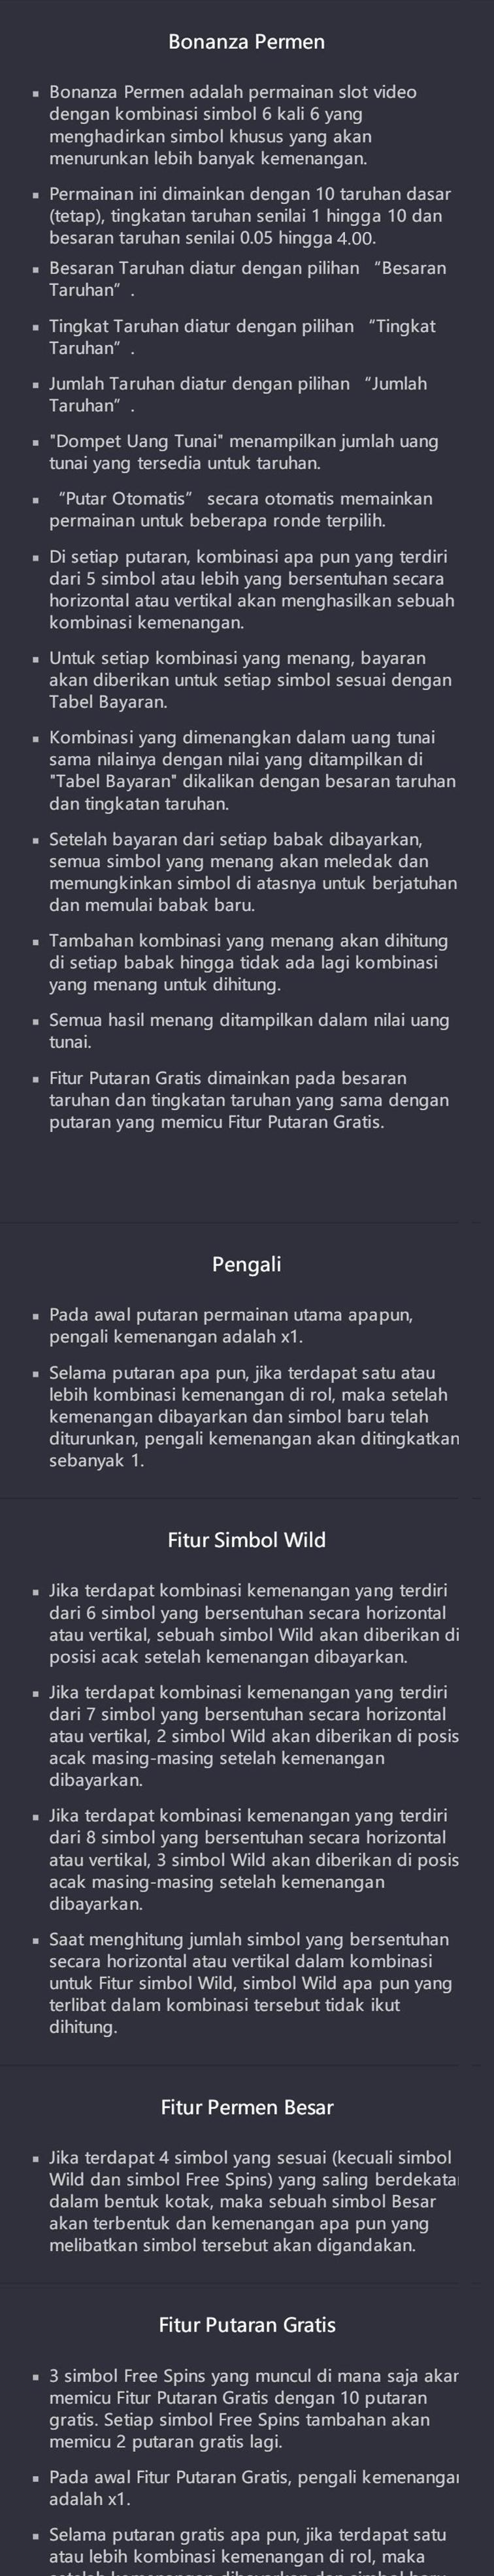 Bonanza Permen
▪ Bonanza Permen adalah permainan slot video
dengan kombinasi simbol 6 kali 6 yang
menghadirkan simbol khusus yang akan
menurunkan lebih banyak kemenangan.
▪ Permainan ini dimainkan dengan 10 taruhan dasar
(tetap), tingkatan taruhan senilai 1 hingga 10 dan
besaran taruhan senilai 0.05 hingga 4.00.
▪ Besaran Taruhan diatur dengan pilihan “Besaran
Taruhan” .
▪ Tingkat Taruhan diatur dengan pilihan “Tingkat
Taruhan” .
▪ Jumlah Taruhan diatur dengan pilihan “Jumlah
Taruhan” .
▪ "Dompet Uang Tunai" menampilkan jumlah uang
tunai yang tersedia untuk taruhan.
▪ “Putar Otomatis” secara otomatis memainkan
permainan untuk beberapa ronde terpilih.
▪ Di setiap putaran, kombinasi apa pun yang terdiri
dari 5 simbol atau lebih yang bersentuhan secara
horizontal atau vertikal akan menghasilkan sebuah
kombinasi kemenangan.
▪ Untuk setiap kombinasi yang menang, bayaran
akan diberikan untuk setiap simbol sesuai dengan
Tabel Bayaran.
▪ Kombinasi yang dimenangkan dalam uang tunai
sama nilainya dengan nilai yang ditampilkan di
"Tabel Bayaran" dikalikan dengan besaran taruhan
dan tingkatan taruhan.
▪ Setelah bayaran dari setiap babak dibayarkan,
semua simbol yang menang akan meledak dan
memungkinkan simbol di atasnya untuk berjatuhan
dan memulai babak baru.
▪ Tambahan kombinasi yang menang akan dihitung
di setiap babak hingga tidak ada lagi kombinasi
yang menang untuk dihitung.
▪ Semua hasil menang ditampilkan dalam nilai uang
tunai.
▪ Fitur Putaran Gratis dimainkan pada besaran
taruhan dan tingkatan taruhan yang sama dengan
putaran yang memicu Fitur Putaran Gratis.
Pengali
▪ Pada awal putaran permainan utama apapun,
pengali kemenangan adalah x1.
▪ Selama putaran apa pun, jika terdapat satu atau
lebih kombinasi kemenangan di rol, maka setelah
kemenangan dibayarkan dan simbol baru telah
diturunkan, pengali kemenangan akan ditingkatkan
sebanyak 1.
Fitur Simbol Wild
▪ Jika terdapat kombinasi kemenangan yang terdiri
dari 6 simbol yang bersentuhan secara horizontal
atau vertikal, sebuah simbol Wild akan diberikan di
posisi acak setelah kemenangan dibayarkan.
▪ Jika terdapat kombinasi kemenangan yang terdiri
dari 7 simbol yang bersentuhan secara horizontal
atau vertikal, 2 simbol Wild akan diberikan di posis
acak masing-masing setelah kemenangan
dibayarkan.
▪ Jika terdapat kombinasi kemenangan yang terdiri
dari 8 simbol yang bersentuhan secara horizontal
atau vertikal, 3 simbol Wild akan diberikan di posis
acak masing-masing setelah kemenangan
dibayarkan.
▪ Saat menghitung jumlah simbol yang bersentuhan
secara horizontal atau vertikal dalam kombinasi
untuk Fitur simbol Wild, simbol Wild apa pun yang
terlibat dalam kombinasi tersebut tidak ikut
dihitung.
Fitur Permen Besar
▪ Jika terdapat 4 simbol yang sesuai (kecuali simbol
Wild dan simbol Free Spins) yang saling berdekata
dalam bentuk kotak, maka sebuah simbol Besar
akan terbentuk dan kemenangan apa pun yang
melibatkan simbol tersebut akan digandakan.
Fitur Putaran Gratis
▪ 3 simbol Free Spins yang muncul di mana saja akan
memicu Fitur Putaran Gratis dengan 10 putaran
gratis. Setiap simbol Free Spins tambahan akan
memicu 2 putaran gratis lagi.
▪ Pada awal Fitur Putaran Gratis, pengali kemenangan
adalah x1.
▪ Selama putaran gratis apa pun, jika terdapat satu
atau lebih kombinasi kemenangan di rol, maka